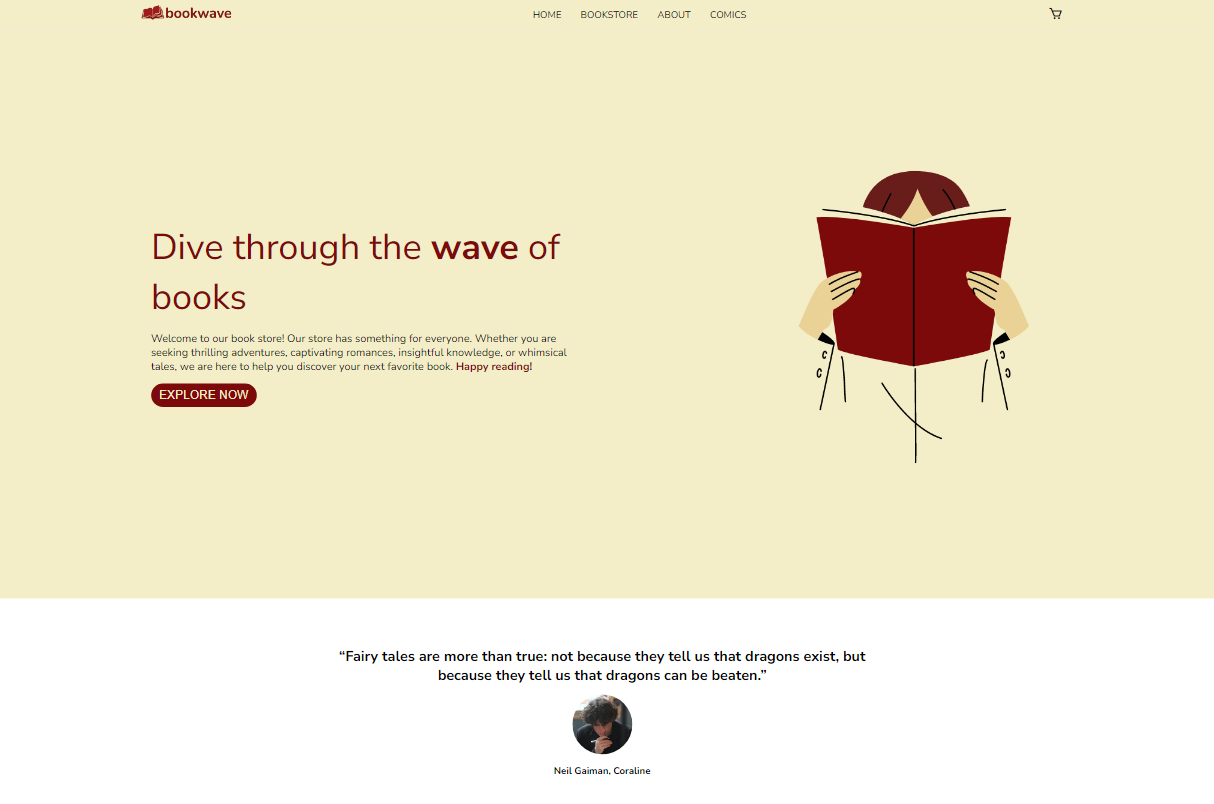 bookwave
HOME BOOKSTORE ABOUT COMICS
Dive through the wave of
books
Welcome to our book store! Our store has something for everyone. Whether you are
seeking thrilling adventures, captivating romances, insightful knowledge, or whimsical
tales, we are here to help you discover your next favorite book. Happy reading!
EXPLORE NOW
“Fairy tales are more than true: not because they tell us that dragons exist, but
because they tell us that dragons can be beaten.”
Neil Gaiman, Coraline